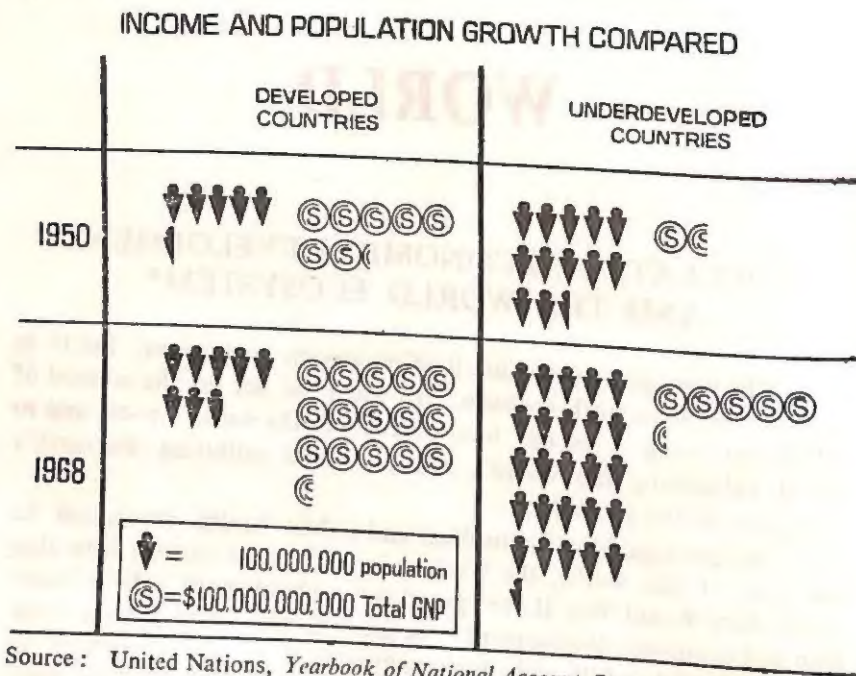 INCOME AND POPULATION GROWTH COMPARED
DEVELOPED
COUNTRIES
UNDERDEVELOPED
COUNTRIES
1950
1968
= 100.000.000 population
Ⓢ = $100.000.000.000 Total GNP
Source : United Nations, Yearbook of National